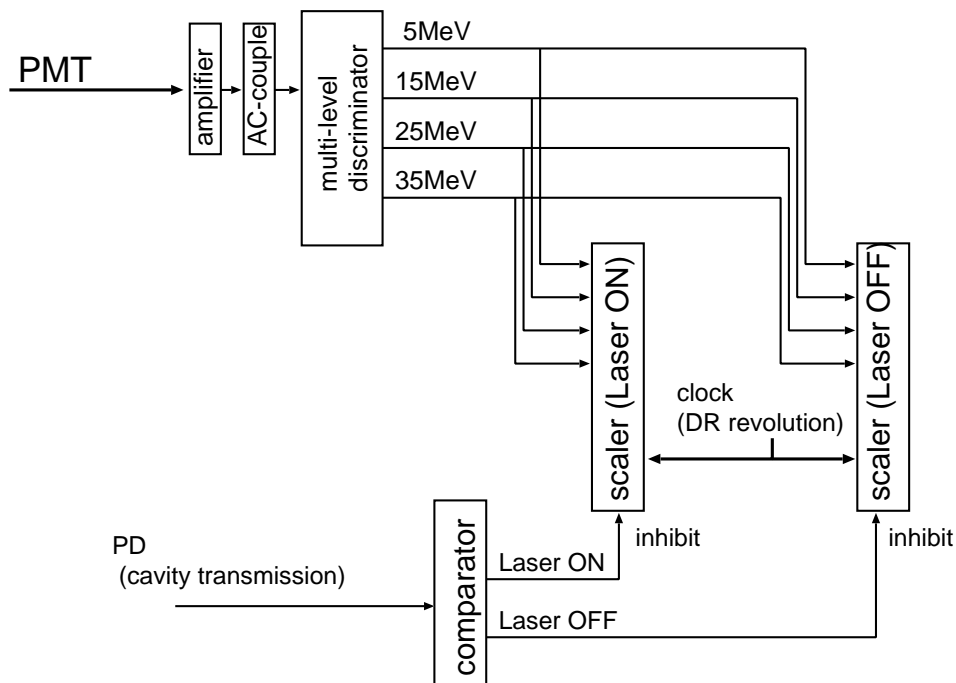 PMT
amplifier
AC-couple
multi-level
discriminator
5MeV
15MeV
25MeV
35MeV
scaler (Laser ON)
scaler (Laser OFF)
clock
(DR revolution)
inhibit
inhibit
PD
(cavity transmission)
comparator
Laser ON
Laser OFF